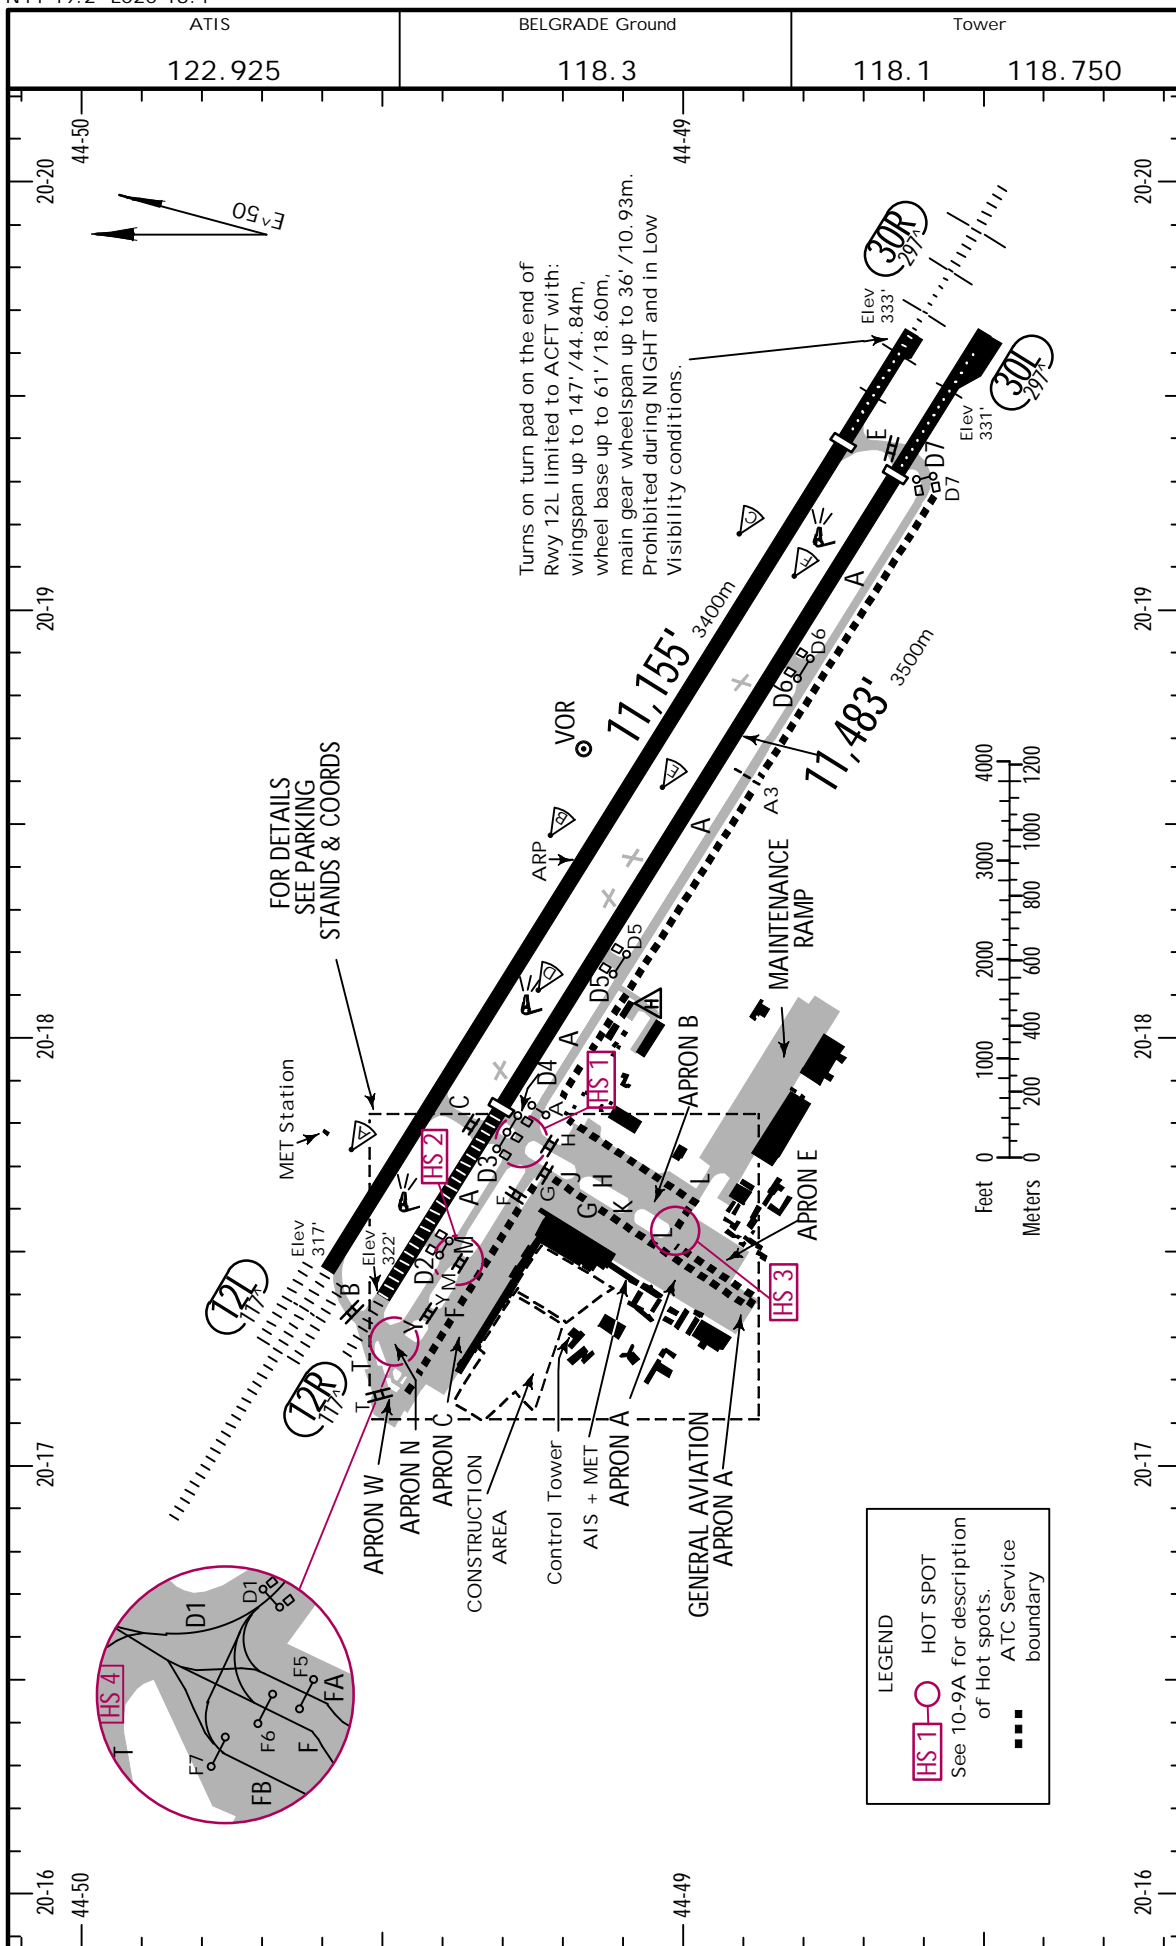 ATIS
BELGRADE Ground
Tower
122.925
118.3
118.1
118.750
44-50
44-49
20-20
20-20
20-19
20-19
20-18
20-18
20-17
20-17
20-16
20-16
44-50
44-49
E^50
Turns on turn pad on the end of
Rwy 12L limited to ACFT with:
wingspan up to 147'/44.84m,
wheel base up to 61'/18.60m,
main gear wheelspan up to 36'/10.93m.
Prohibited during NIGHT and in Low
Visibility conditions.
30R
297^
Elev
333'
30L
297^
Elev
331'
E
D7
D7
C
F
A
D6
D6
11,155'
3400m
11,483'
3500m
VOR
E
B
ARP
A
A3
FOR DETAILS
SEE PARKING
STANDS & COORDS
D5
D5
D
H
A
MAINTENANCE
RAMP
MET Station
A
C
D4
HS 1
HS 2
D3
A
A
H
F
G
J
H
G
K
L
L
APRON B
APRON E
HS 3
12L
117^
Elev
317'
Elev
322'
12R
117^
B
D2
M
M
Y
Y
F
T
T
APRON W
APRON N
APRON C
CONSTRUCTION
AREA
Control Tower
AIS + MET
APRON A
GENERAL AVIATION
APRON A
HS 4
T
D1
D1
F5
F6
F7
FA
F
FB
Feet
0
1000
2000
3000
4000
Meters
0
200
400
600
800
1000
1200
LEGEND
HS 1
HOT SPOT
See 10-9A for description
of Hot spots.
ATC Service
boundary